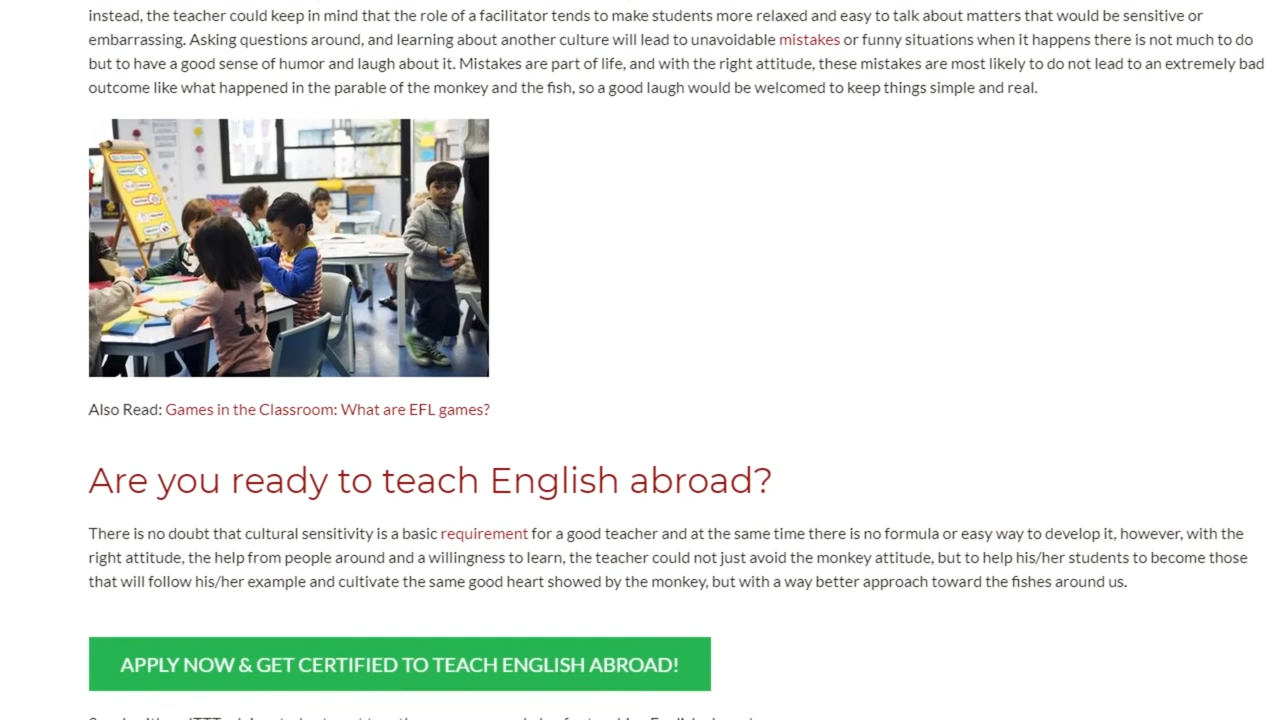 instead, the teacher could keep in mind that the role of a facilitator tends to make students more relaxed and easy to talk about matters that would be sensitive or
embarrassing. Asking questions around, and learning about another culture will lead to unavoidable mistakes or funny situations when it happens there is not much to do
but to have a good sense of humor and laugh about it. Mistakes are part of life, and with the right attitude, these mistakes are most likely to do not lead to an extremely bad
outcome like what happened in the parable of the monkey and the fish, so a good laugh would be welcomed to keep things simple and real.
15
Also Read: Games in the Classroom: What are EFL games?
Are you ready to teach English abroad?
There is no doubt that cultural sensitivity is a basic requirement for a good teacher and at the same time there is no formula or easy way to develop it, however, with the
right attitude, the help from people around and a willingness to learn, the teacher could not just avoid the monkey attitude, but to help his/her students to become those
that will follow his/her example and cultivate the same good heart showed by the monkey, but with a way better approach toward the fishes around us.
APPLY NOW & GET CERTIFIED TO TEACH ENGLISH ABROAD!